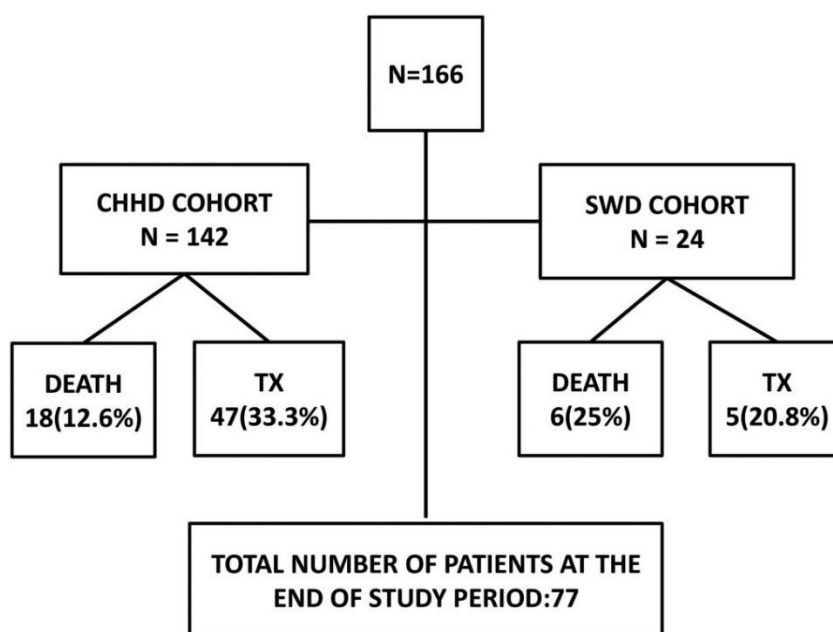 N=166
CHHD COHORT
N = 142
SWD COHORT
N = 24
DEATH
18(12.6%)
TX
47(33.3%)
DEATH
6(25%)
TX
5(20.8%)
TOTAL NUMBER OF PATIENTS AT THE
END OF STUDY PERIOD:77